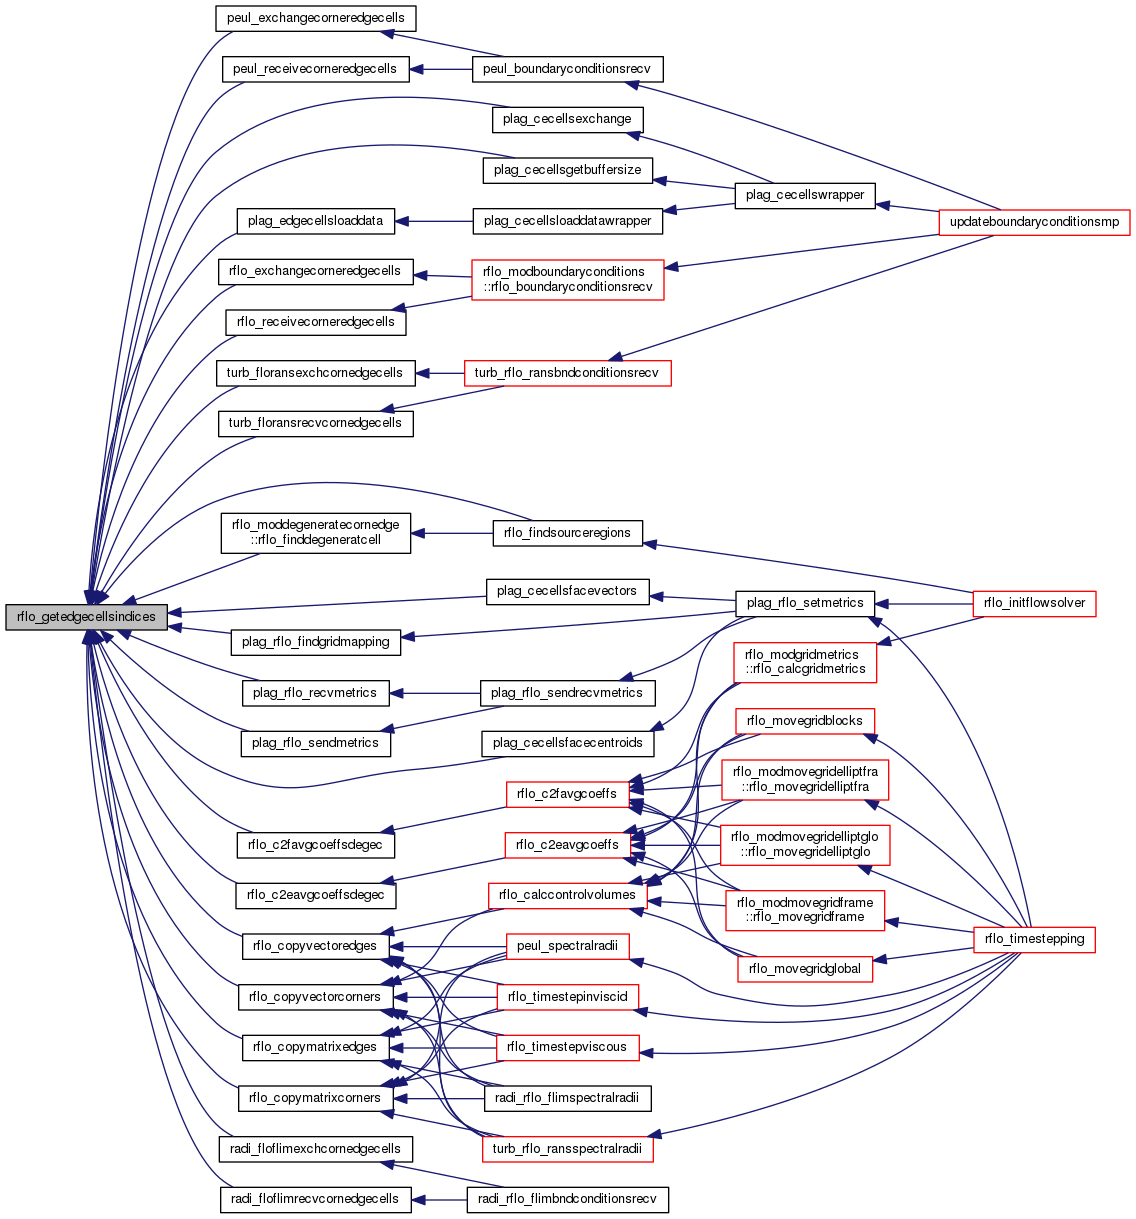 peul_exchangecorneredgecells
peul_receivecorneredgecells
peul_boundaryconditionsrecv
plag_cecellsexchange
plag_cecellsgetbuffersize
plag_cecellswrapper
plag_edgecellsloaddata
plag_cecellsloaddatawrapper
updateboundaryconditionsmp
rflo_exchangecorneredgecells
rflo_modboundaryconditions
::rflo_boundaryconditionsrecv
rflo_receivecorneredgecells
turb_floransexchcornedgecells
turb_rflo_ransbndconditionsrecv
turb_floransrecvcornedgecells
rflo_moddegeneratecornedge
::rflo_finddegeneratcell
rflo_findsourceregions
plag_cecellsfacevectors
plag_rflo_setmetrics
rflo_initflowsolver
rflo_getedgecellsindices
plag_rflo_findgridmapping
rflo_modgridmetrics
::rflo_calcgridmetrics
plag_rflo_recvmetrics
plag_rflo_sendrecvmetrics
rflo_movegridblocks
plag_rflo_sendmetrics
plag_cecellsfacecentroids
rflo_modmovegridelliptfra
::rflo_movegridelliptfra
rflo_c2favgcoeffs
rflo_c2favgcoeffsdegec
rflo_c2eavgcoeffs
rflo_modmovegridelliptglo
::rflo_movegridelliptglo
rflo_c2eavgcoeffsdegec
rflo_calccontrolvolumes
rflo_modmovegridframe
::rflo_movegridframe
rflo_copyvectoredges
peul_spectralradii
rflo_timestepping
rflo_movegridglobal
rflo_copyvectorcorners
rflo_timestepinviscid
rflo_copymatrixedges
rflo_timestepviscous
rflo_copymatrixcorners
radi_rflo_flimspectralradii
radi_floflimexchcornedgecells
turb_rflo_ransspectralradii
radi_floflimrecvcornedgecells
radi_rflo_flimbndconditionsrecv